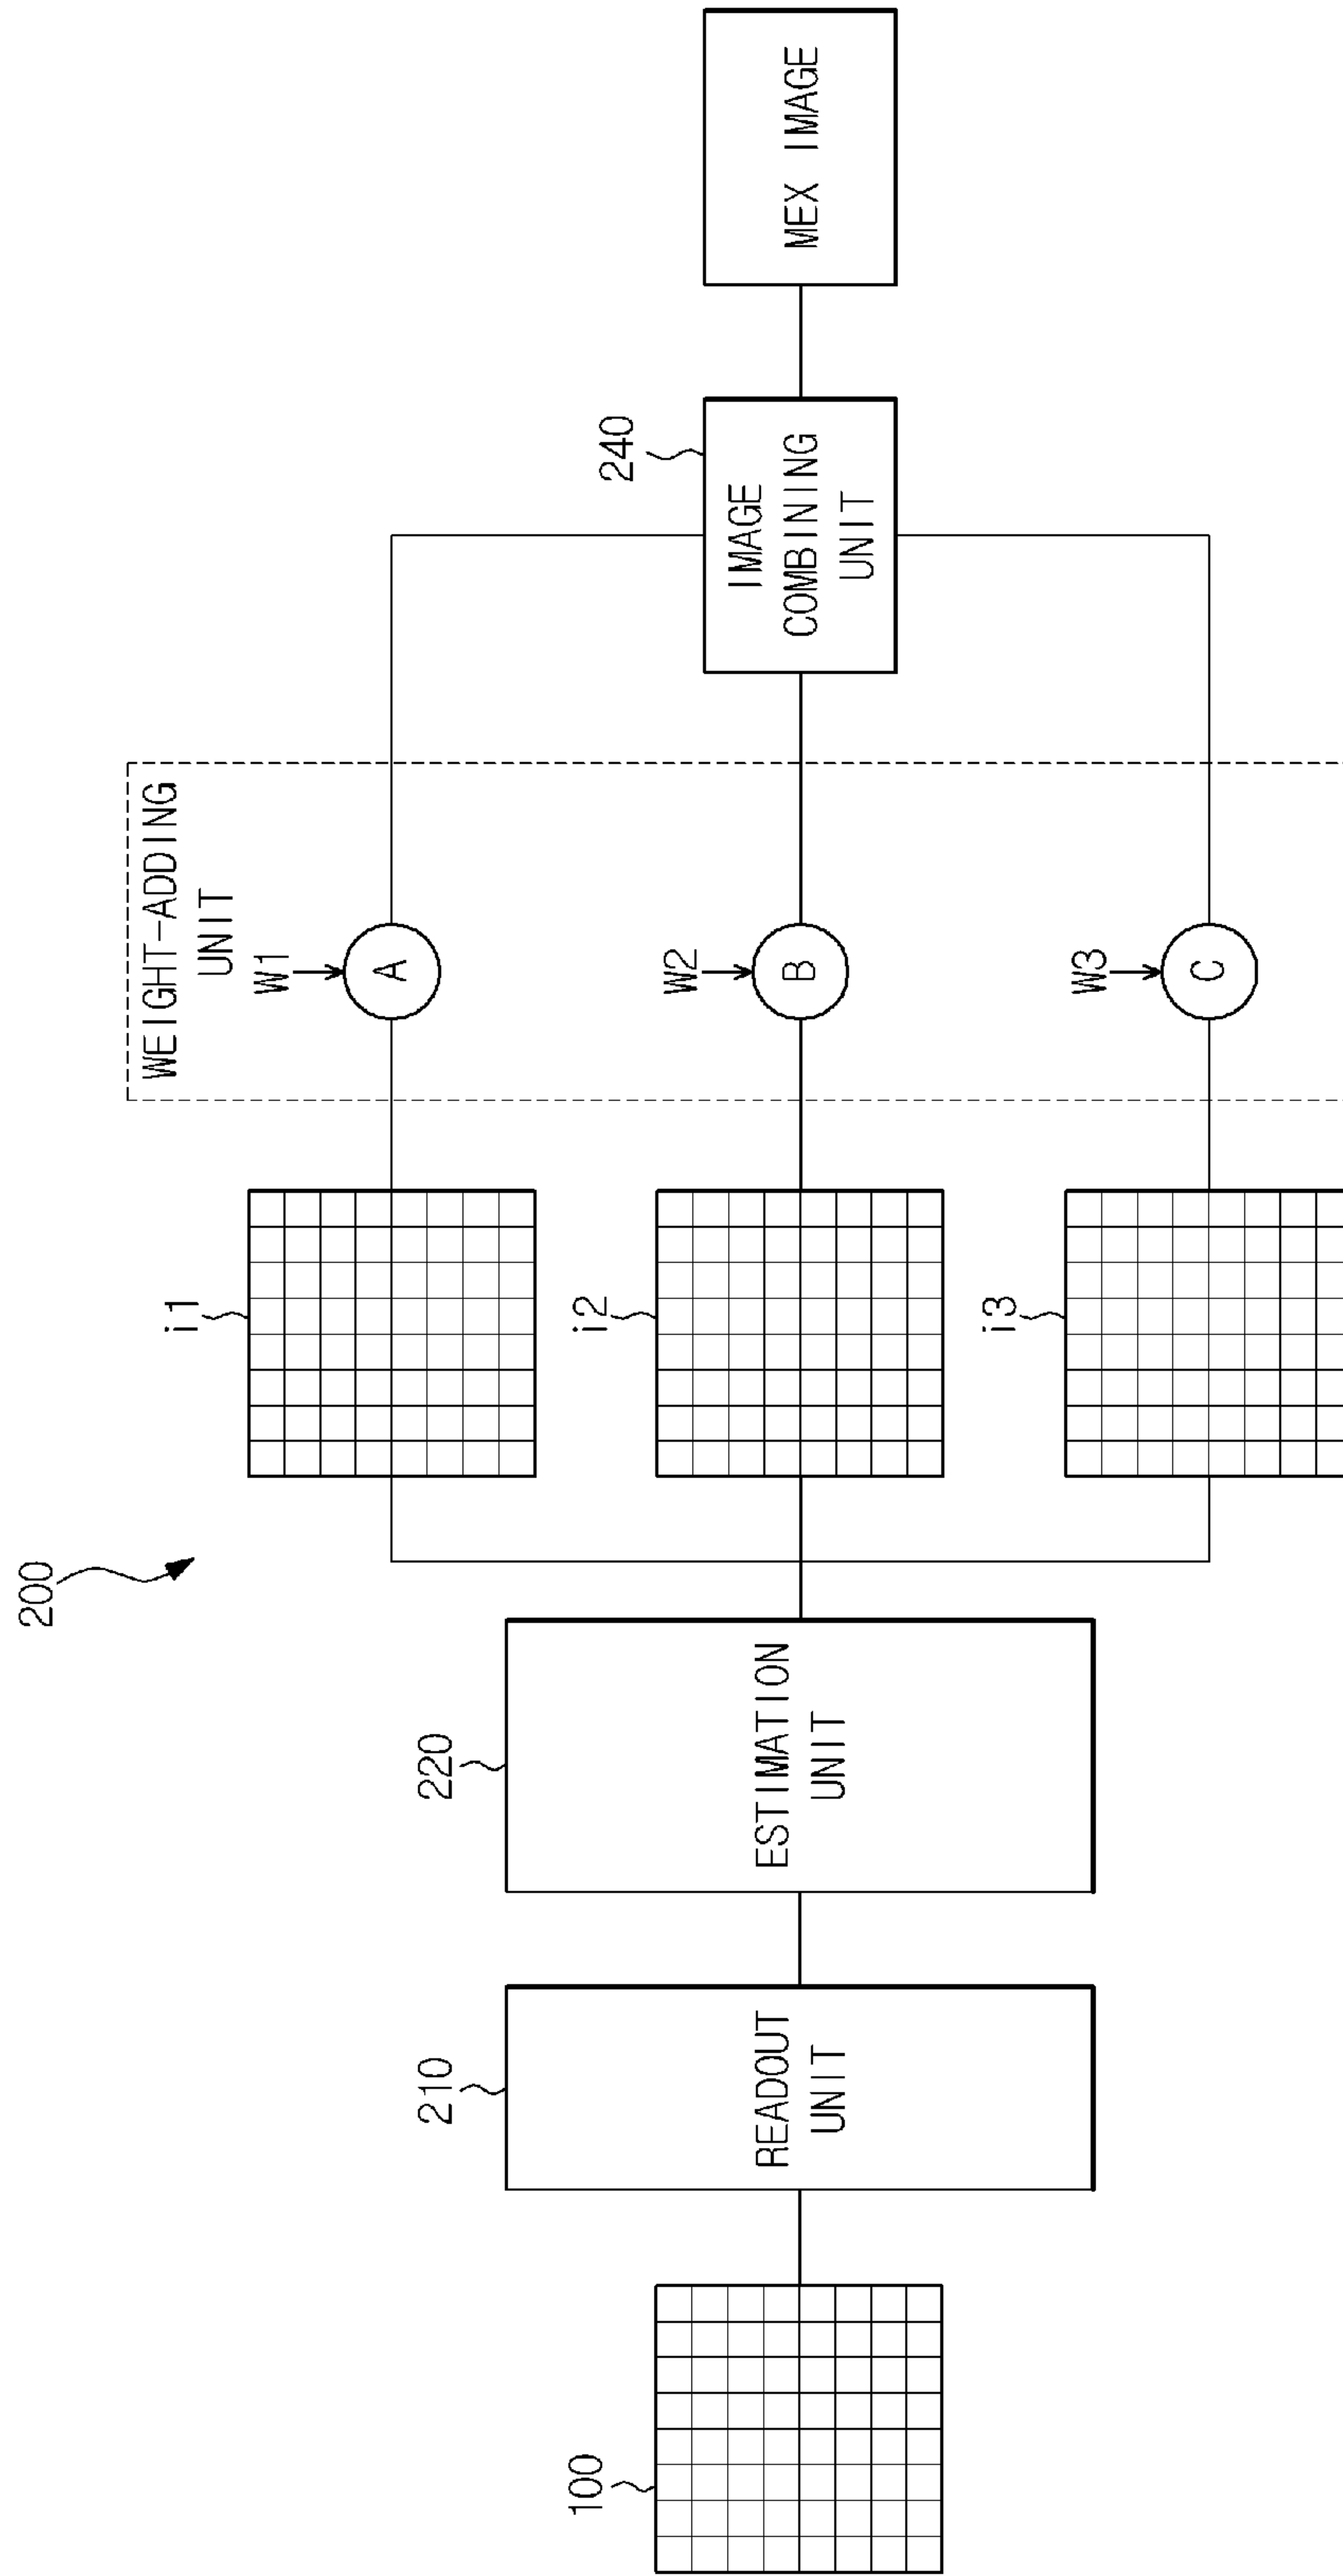 200
WEIGHT-ADDING
UNIT
i1
W1
A
220
210
240
100
i2
W2
B
READOUT
UNIT
ESTIMATION
UNIT
IMAGE
COMBINING
UNIT
MEX IMAGE
i3
W3
C